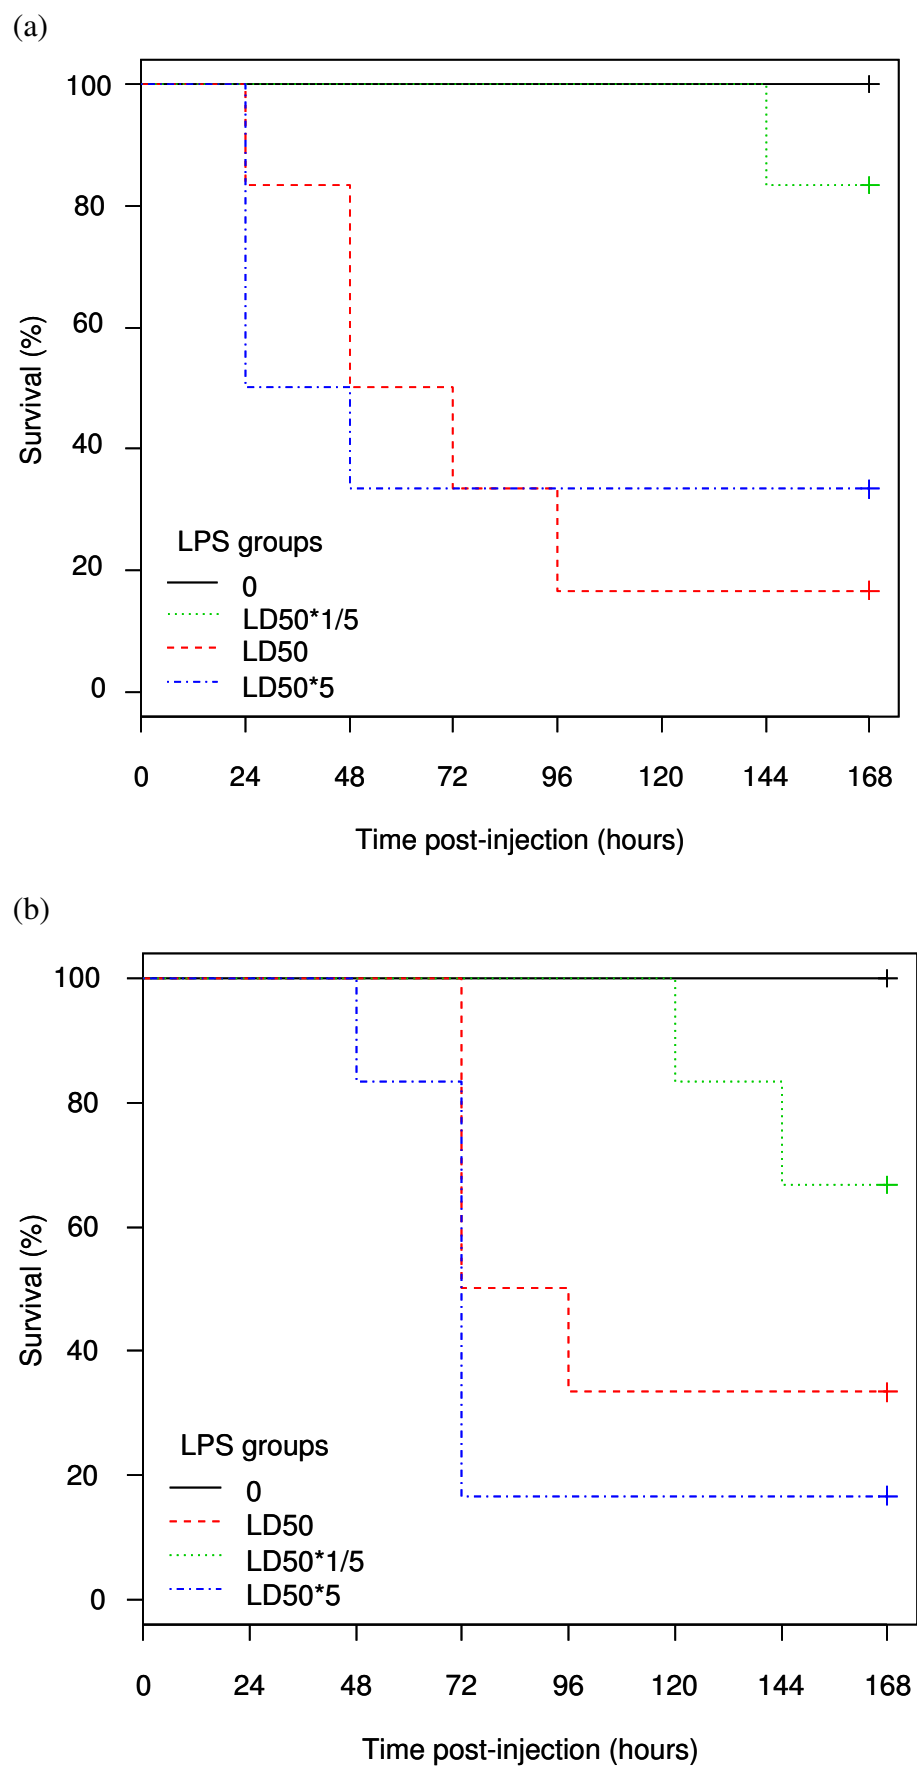 (a)
100
80
60
40
20
0
Survival (%)
LPS groups
0
LD50*1/5
LD50
LD50*5
0 24 48 72 96 120 144 168
Time post-injection (hours)
(b)
100
80
60
40
20
0
Survival (%)
LPS groups
0
LD50
LD50*1/5
LD50*5
0 24 48 72 96 120 144 168
Time post-injection (hours)